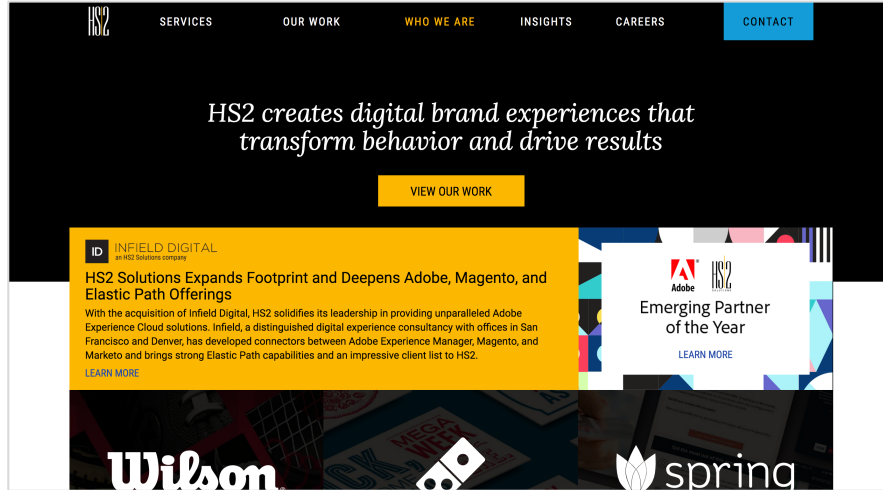 HS2
SERVICES
OUR WORK
WHO WE ARE
INSIGHTS
CAREERS
CONTACT
HS2 creates digital brand experiences that
transform behavior and drive results
VIEW OUR WORK
ID
INFIELD DIGITAL
an HS2 Solutions company
HS2 Solutions Expands Footprint and Deepens Adobe, Magento, and
Elastic Path Offerings
With the acquisition of Infield Digital, HS2 solidifies its leadership in providing unparalleled Adobe
Experience Cloud solutions. Infield, a distinguished digital experience consultancy with offices in San
Francisco and Denver, has developed connectors between Adobe Experience Manager, Magento, and
Marketo and brings strong Elastic Path capabilities and an impressive client list to HS2.
LEARN MORE
Adobe
HS2
Emerging Partner
of the Year
LEARN MORE
MEGA
WEEK
Wilson
spring